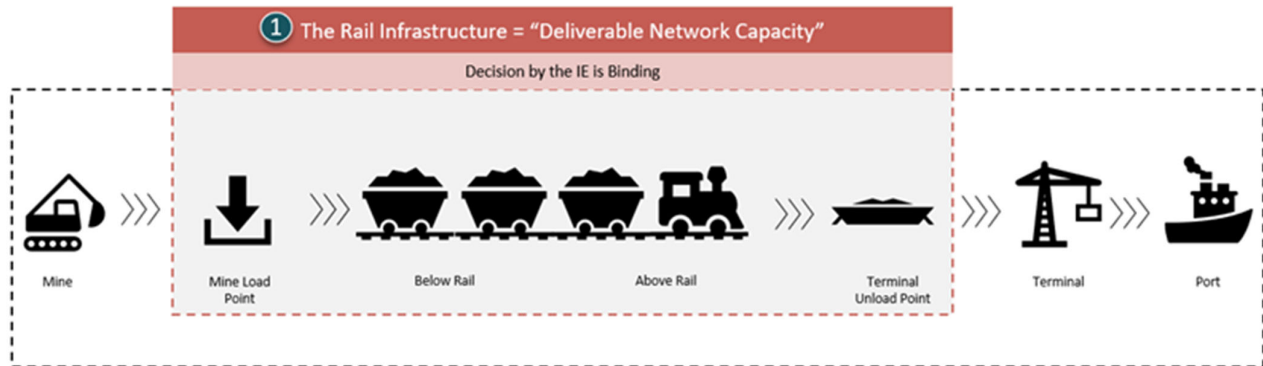 1 The Rail Infrastructure = “Deliverable Network Capacity”
Decision by the IE is Binding
Mine
Mine Load
Point
Below Rail
Above Rail
Terminal
Unload Point
Terminal
Port